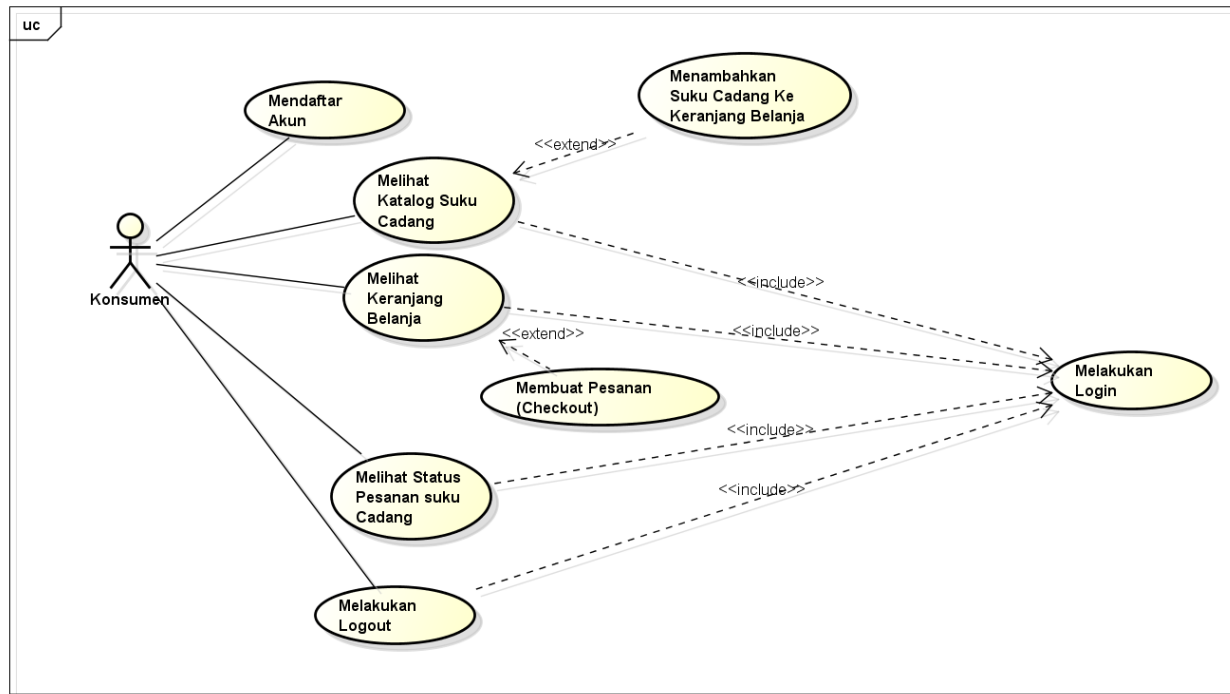 uc
Mendaftar
Akun
Menambahkan
Suku Cadang Ke
Keranjang Belanja
<<extend>>
Melihat
Katalog Suku
Cadang
Konsumen
Melihat
Keranjang
Belanja
<<include>>
<<include>>
<<extend>>
Membuat Pesanan
(Checkout)
Melakukan
Login
<<include>>
Melihat Status
Pesanan suku
Cadang
<<include>>
Melakukan
Logout